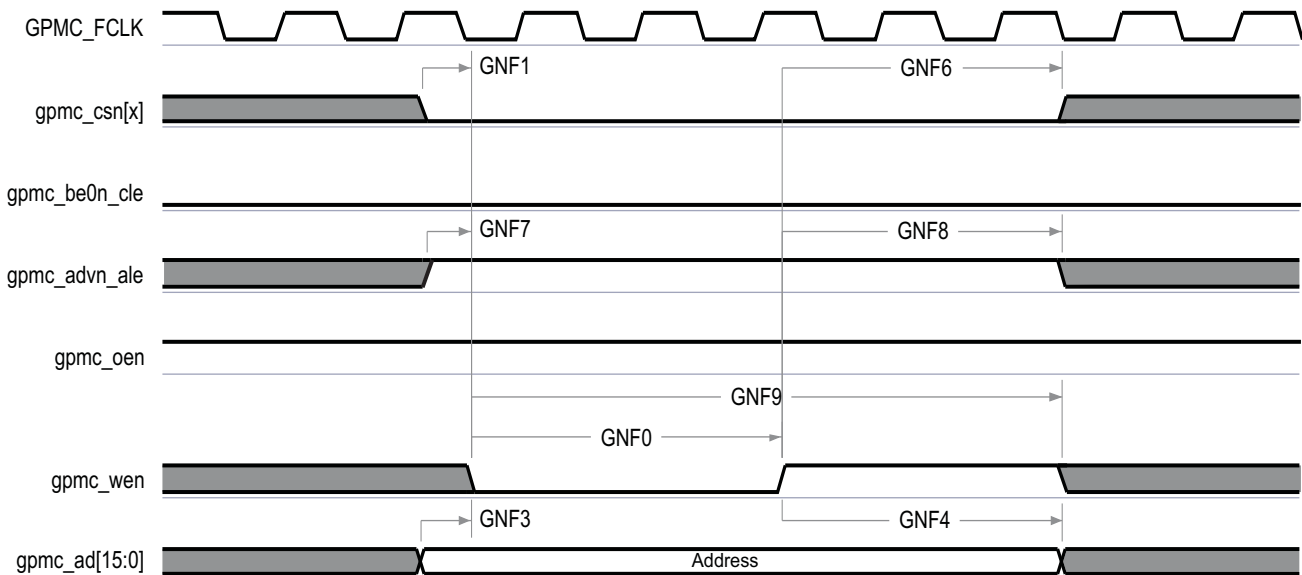 GPMC_FCLK
GNF1
GNF6
gpmc_csn[x]
gpmc_be0n_cle
GNF7
GNF8
gpmc_advn_ale
gpmc_oen
GNF9
GNF0
gpmc_wen
GNF3
GNF4
gpmc_ad[15:0]
Address